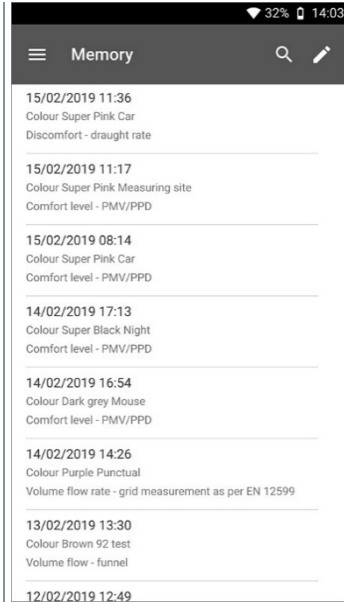 32% 14:03
Memory
15/02/2019 11:36
Colour Super Pink Car
Discomfort - draught rate
15/02/2019 11:17
Colour Super Pink Measuring site
Comfort level - PMV/PPD
15/02/2019 08:14
Colour Super Pink Car
Comfort level - PMV/PPD
14/02/2019 17:13
Colour Super Black Night
Comfort level - PMV/PPD
14/02/2019 16:54
Colour Dark grey Mouse
Comfort level - PMV/PPD
14/02/2019 14:26
Colour Purple Punctual
Volume flow rate - grid measurement as per EN 12599
13/02/2019 13:30
Colour Brown 92 test
Volume flow - funnel
12/02/2019 12:49